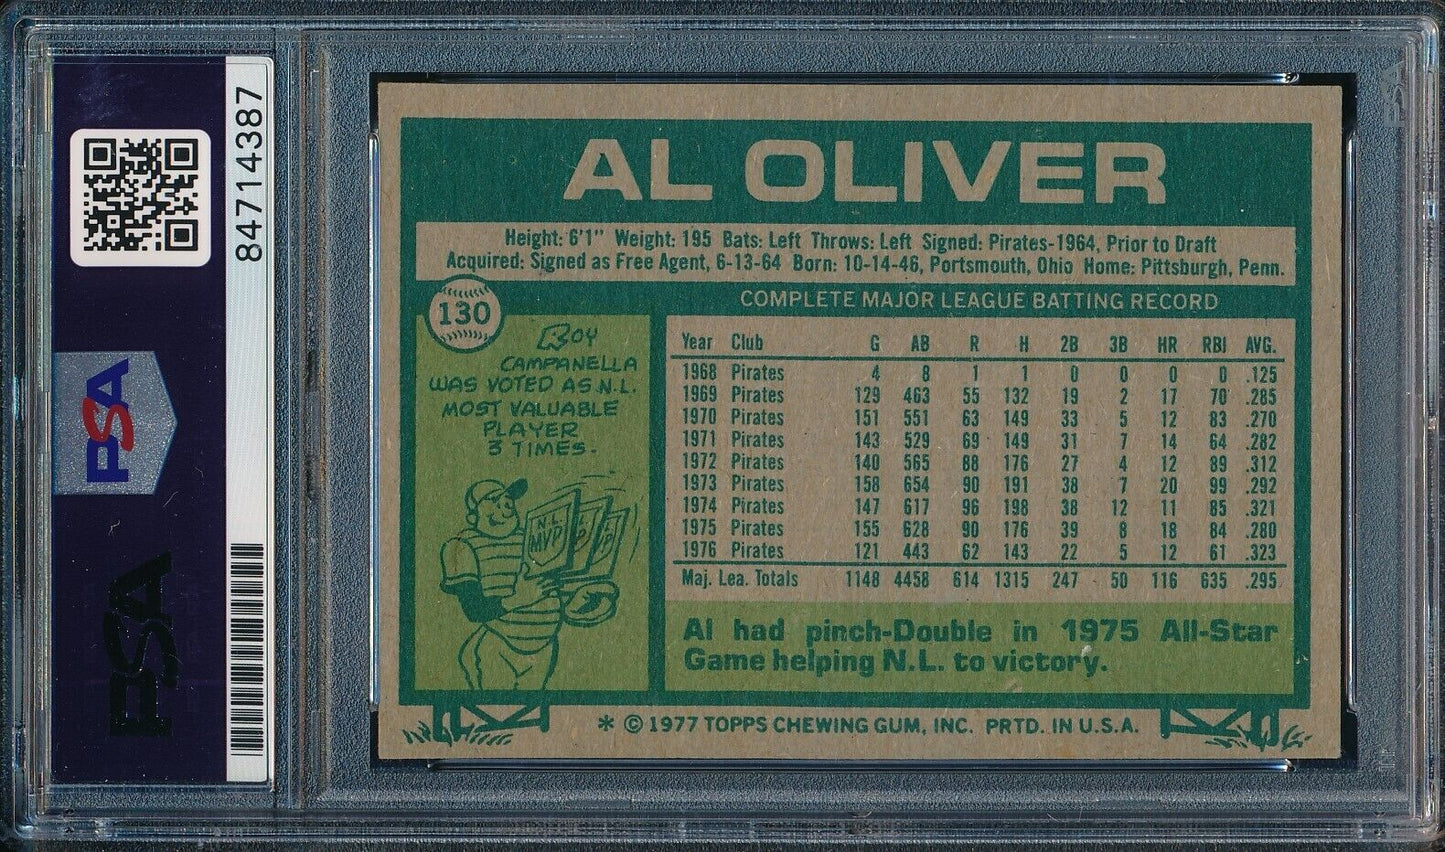 84714387
PSA
PSA
AL OLIVER
Height: 6'1" Weight: 195 Bats: Left Throws: Left Signed: Pirates-1964, Prior to Draft
Acquired: Signed as Free Agent, 6-13-64 Born: 10-14-46, Portsmouth, Ohio Home: Pittsburgh, Penn.
130
ROY
CAMPANELLA
WAS VOTED AS N.L.
MOST VALUABLE
PLAYER
3 TIMES.
N.L.
MVP
COMPLETE MAJOR LEAGUE BATTING RECORD
Year Club G AB R H 2B 3B HR RBI AVG.
1968 Pirates 4 8 1 1 0 0 0 0 .125
1969 Pirates 129 463 55 132 19 2 17 70 .285
1970 Pirates 151 551 63 149 33 5 12 83 .270
1971 Pirates 143 529 69 149 31 7 14 64 .282
1972 Pirates 140 565 88 176 27 4 12 89 .312
1973 Pirates 158 654 90 191 38 7 20 99 .292
1974 Pirates 147 617 96 198 38 12 11 85 .321
1975 Pirates 155 628 90 176 39 8 18 84 .280
1976 Pirates 121 443 62 143 22 5 12 61 .323
Maj. Lea. Totals 1148 4458 614 1315 247 50 116 635 .295
Al had pinch-Double in 1975 All-Star
Game helping N.L. to victory.
* © 1977 TOPPS CHEWING GUM, INC. PRTD. IN U.S.A.